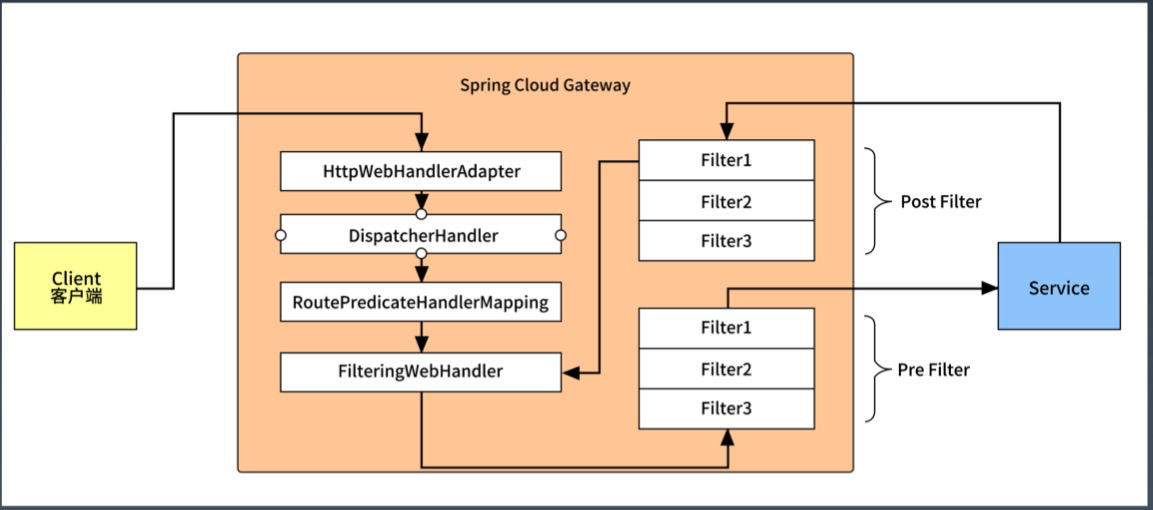 Spring Cloud Gateway
Client
客户端
HttpWebHandlerAdapter
DispatcherHandler
RoutePredicateHandlerMapping
FilteringWebHandler
Filter1
Filter2
Filter3
Post Filter
Filter1
Filter2
Filter3
Pre Filter
Service